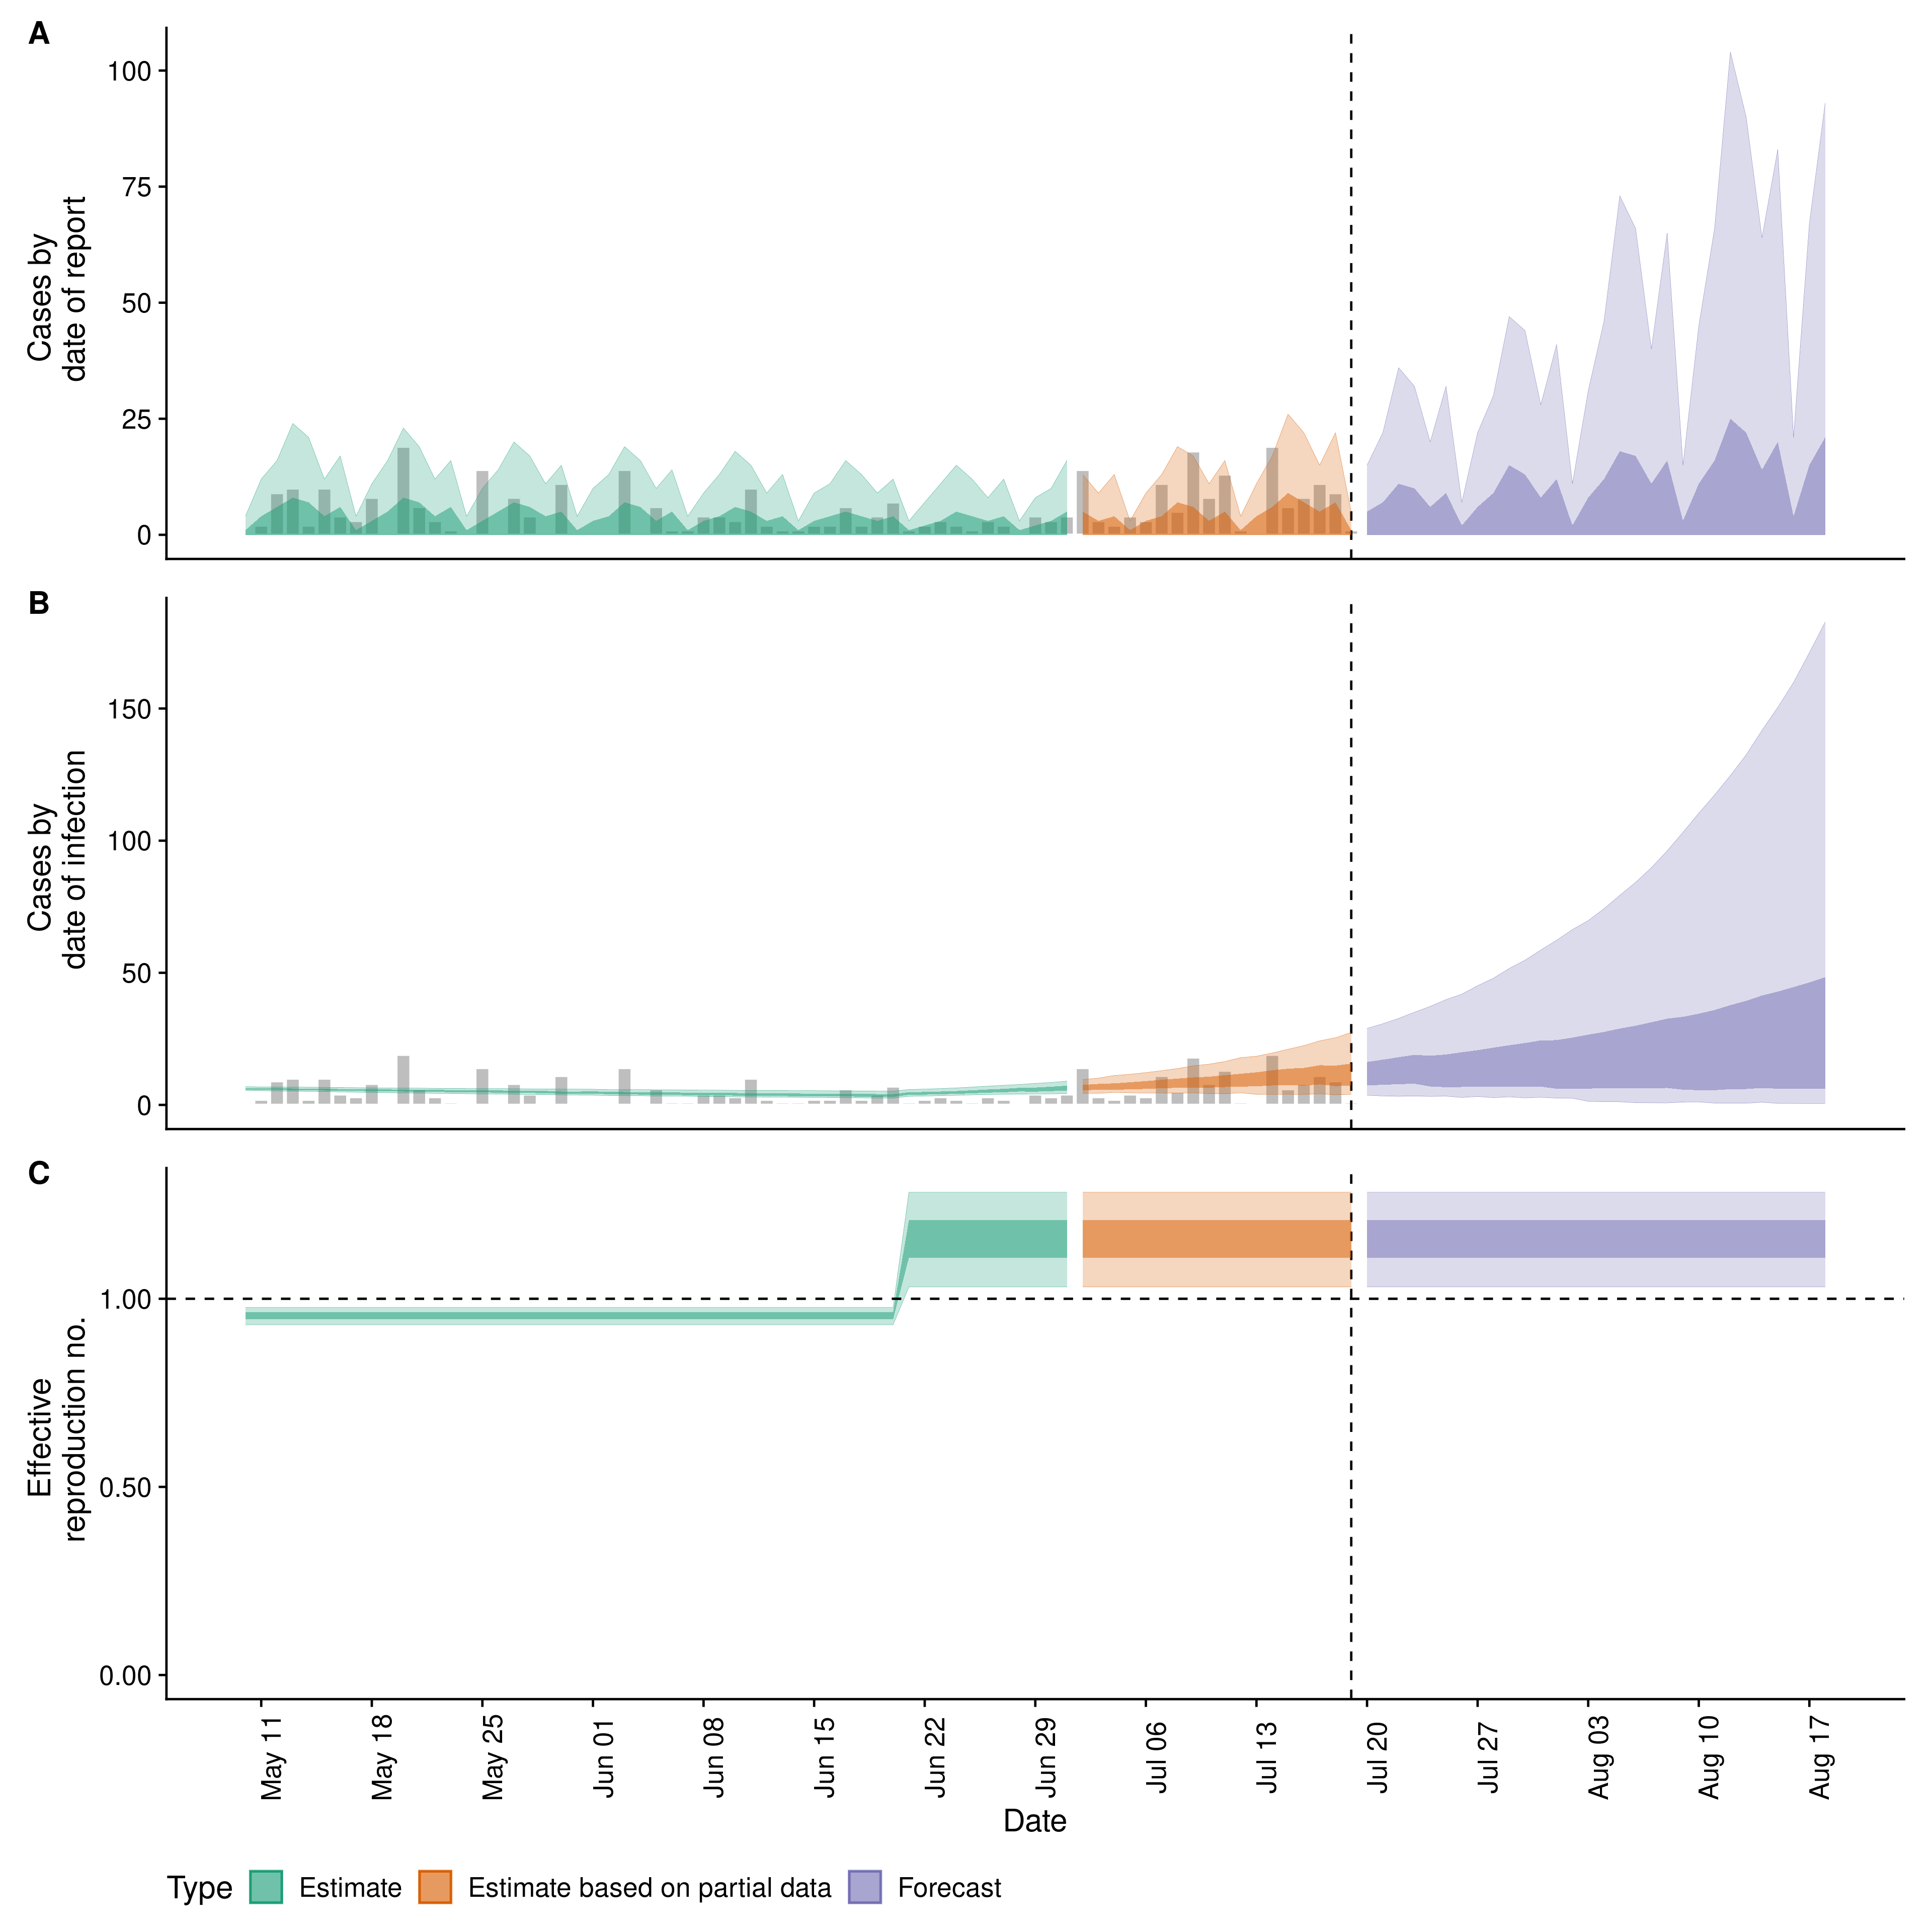 A
100
75
50
25
0
Cases by
date of report
B
150
100
50
0
Cases by
date of infection
C
1.00
0.50
0.00
Effective
reproduction no.
May 11
May 18
May 25
Jun 01
Jun 08
Jun 15
Jun 22
Jun 29
Jul 06
Jul 13
Jul 20
Jul 27
Aug 03
Aug 10
Aug 17
Date
Type Estimate Estimate based on partial data Forecast